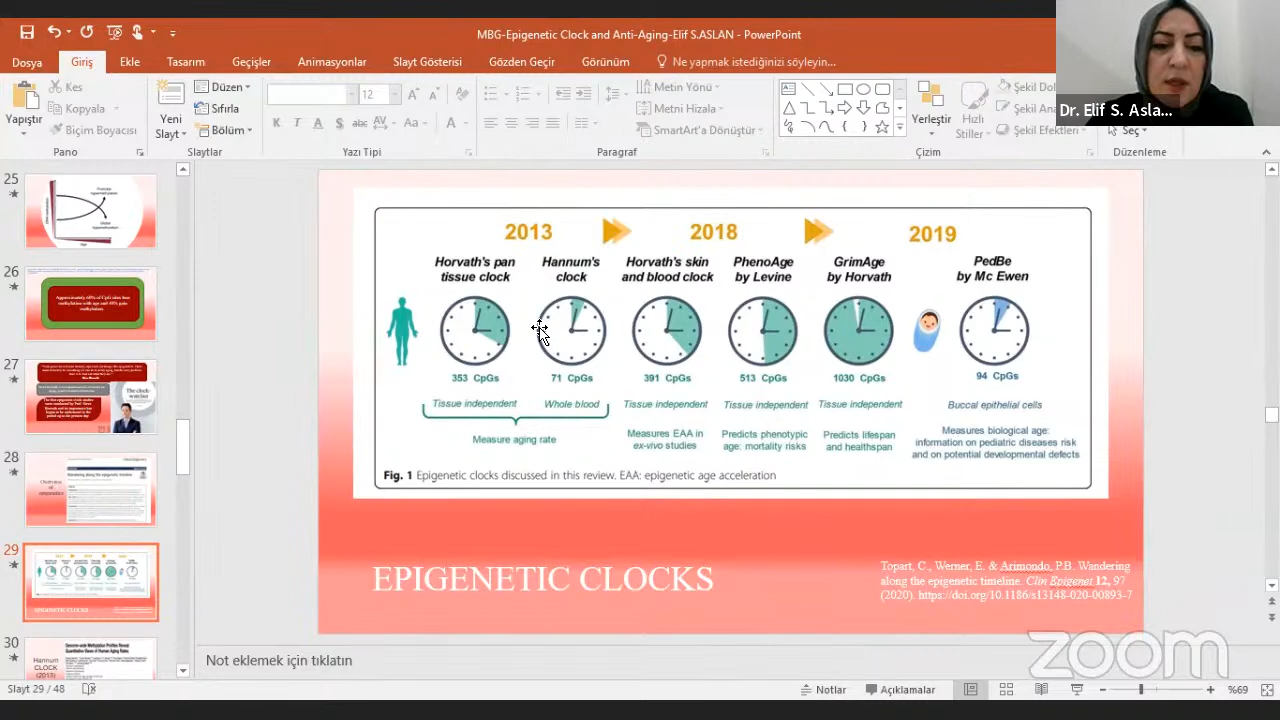 MBG-Epigenetic Clock and Anti-Aging-Elif S.ASLAN - PowerPoint
Dosya Giriş Ekle Tasarım Geçişler Animasyonlar Slayt Gösterisi Gözden Geçir Görünüm Ne yapmak istediğinizi söyleyin...
Dr. Elif S. Asla...
Yapıştır
Kes
Kopyala
Biçim Boyacısı
Pano
Yeni
Slayt
Düzen
Sıfırla
Bölüm
Slaytlar
12
Yazı Tipi
Metin Yönü
Metni Hizala
SmartArt'a Dönüştür
Paragraf
Yerleştir
Hızlı
Stiller
Şekil Dol
Şekil
Şekil Efektleri
Çizim
Seç
Düzenleme
25
26
27
28
29
30
Hannum
CLOCK
(2013)
2013
2018
2019
Horvath's pan
tissue clock
Hannum's
clock
Horvath's skin
and blood clock
PhenoAge
by Levine
GrimAge
by Horvath
PedBe
by Mc Ewen
353 CpGs
71 CpGs
391 CpGs
513 CpGs
1030 CpGs
94 CpGs
Tissue independent
Whole blood
Tissue independent
Tissue independent
Tissue independent
Buccal epithelial cells
Measure aging rate
Measures EAA in
ex-vivo studies
Predicts phenotypic
age: mortality risks
Predicts lifespan
and healthspan
Measures biological age:
information on pediatric diseases risk
and on potential developmental defects
Fig. 1 Epigenetic clocks discussed in this review. EAA: epigenetic age acceleration
EPIGENETIC CLOCKS
Topart, C., Werner, E. & Arimondo, P.B. Wandering
along the epigenetic timeline. Clin Epigenet 12, 97
(2020). https://doi.org/10.1186/s13148-020-00893-7
zoom
Not eklemek için tıklatın
Slayt 29 / 48
Notlar
Açıklamalar
%69